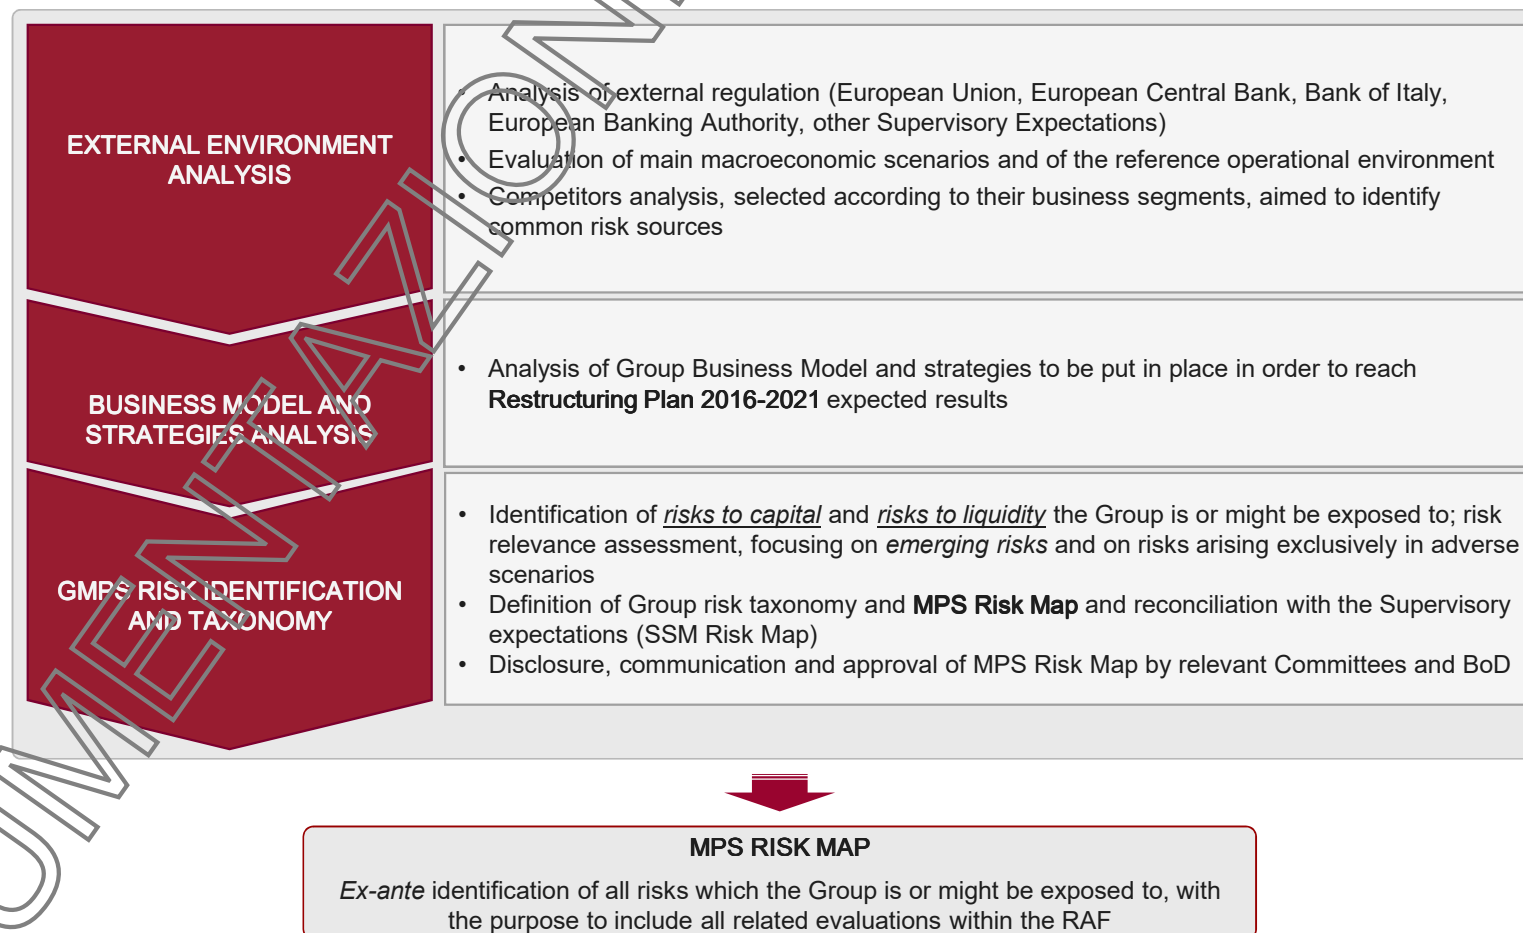 EXTERNAL ENVIRONMENT
ANALYSIS
• Analysis of external regulation (European Union, European Central Bank, Bank of Italy,
European Banking Authority, other Supervisory Expectations)
• Evaluation of main macroeconomic scenarios and of the reference operational environment
• Competitors analysis, selected according to their business segments, aimed to identify
common risk sources
BUSINESS MODEL AND
STRATEGIES ANALYSIS
• Analysis of Group Business Model and strategies to be put in place in order to reach
Restructuring Plan 2016-2021 expected results
GMPS RISK IDENTIFICATION
AND TAXONOMY
• Identification of risks to capital and risks to liquidity the Group is or might be exposed to; risk
relevance assessment, focusing on emerging risks and on risks arising exclusively in adverse
scenarios
• Definition of Group risk taxonomy and MPS Risk Map and reconciliation with the Supervisory
expectations (SSM Risk Map)
• Disclosure, communication and approval of MPS Risk Map by relevant Committees and BoD
MPS RISK MAP
Ex-ante identification of all risks which the Group is or might be exposed to, with
the purpose to include all related evaluations within the RAF
UMENTAZION